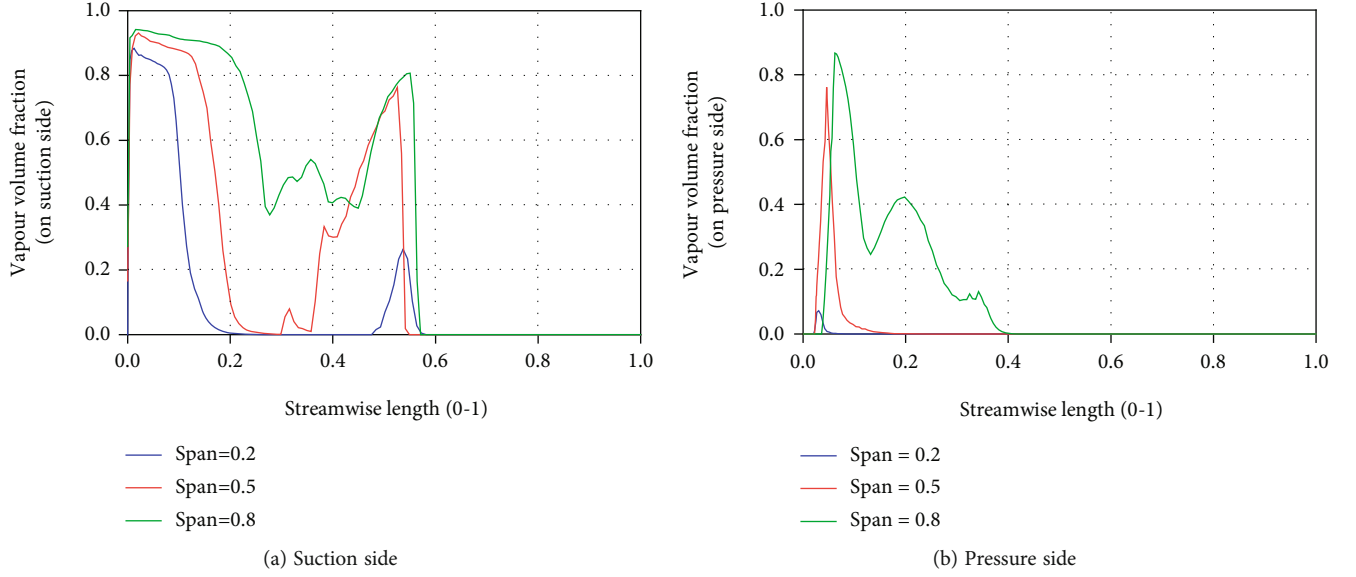 Vapour volume fraction
(on suction side)
1.0
0.8
0.6
0.4
0.2
0.0
0.0 0.2 0.4 0.6 0.8 1.0
Streamwise length (0-1)
Span=0.2
Span=0.5
Span=0.8
(a) Suction side
Vapour volume fraction
(on pressure side)
1.0
0.8
0.6
0.4
0.2
0.0
0.0 0.2 0.4 0.6 0.8 1.0
Streamwise length (0-1)
Span = 0.2
Span = 0.5
Span = 0.8
(b) Pressure side